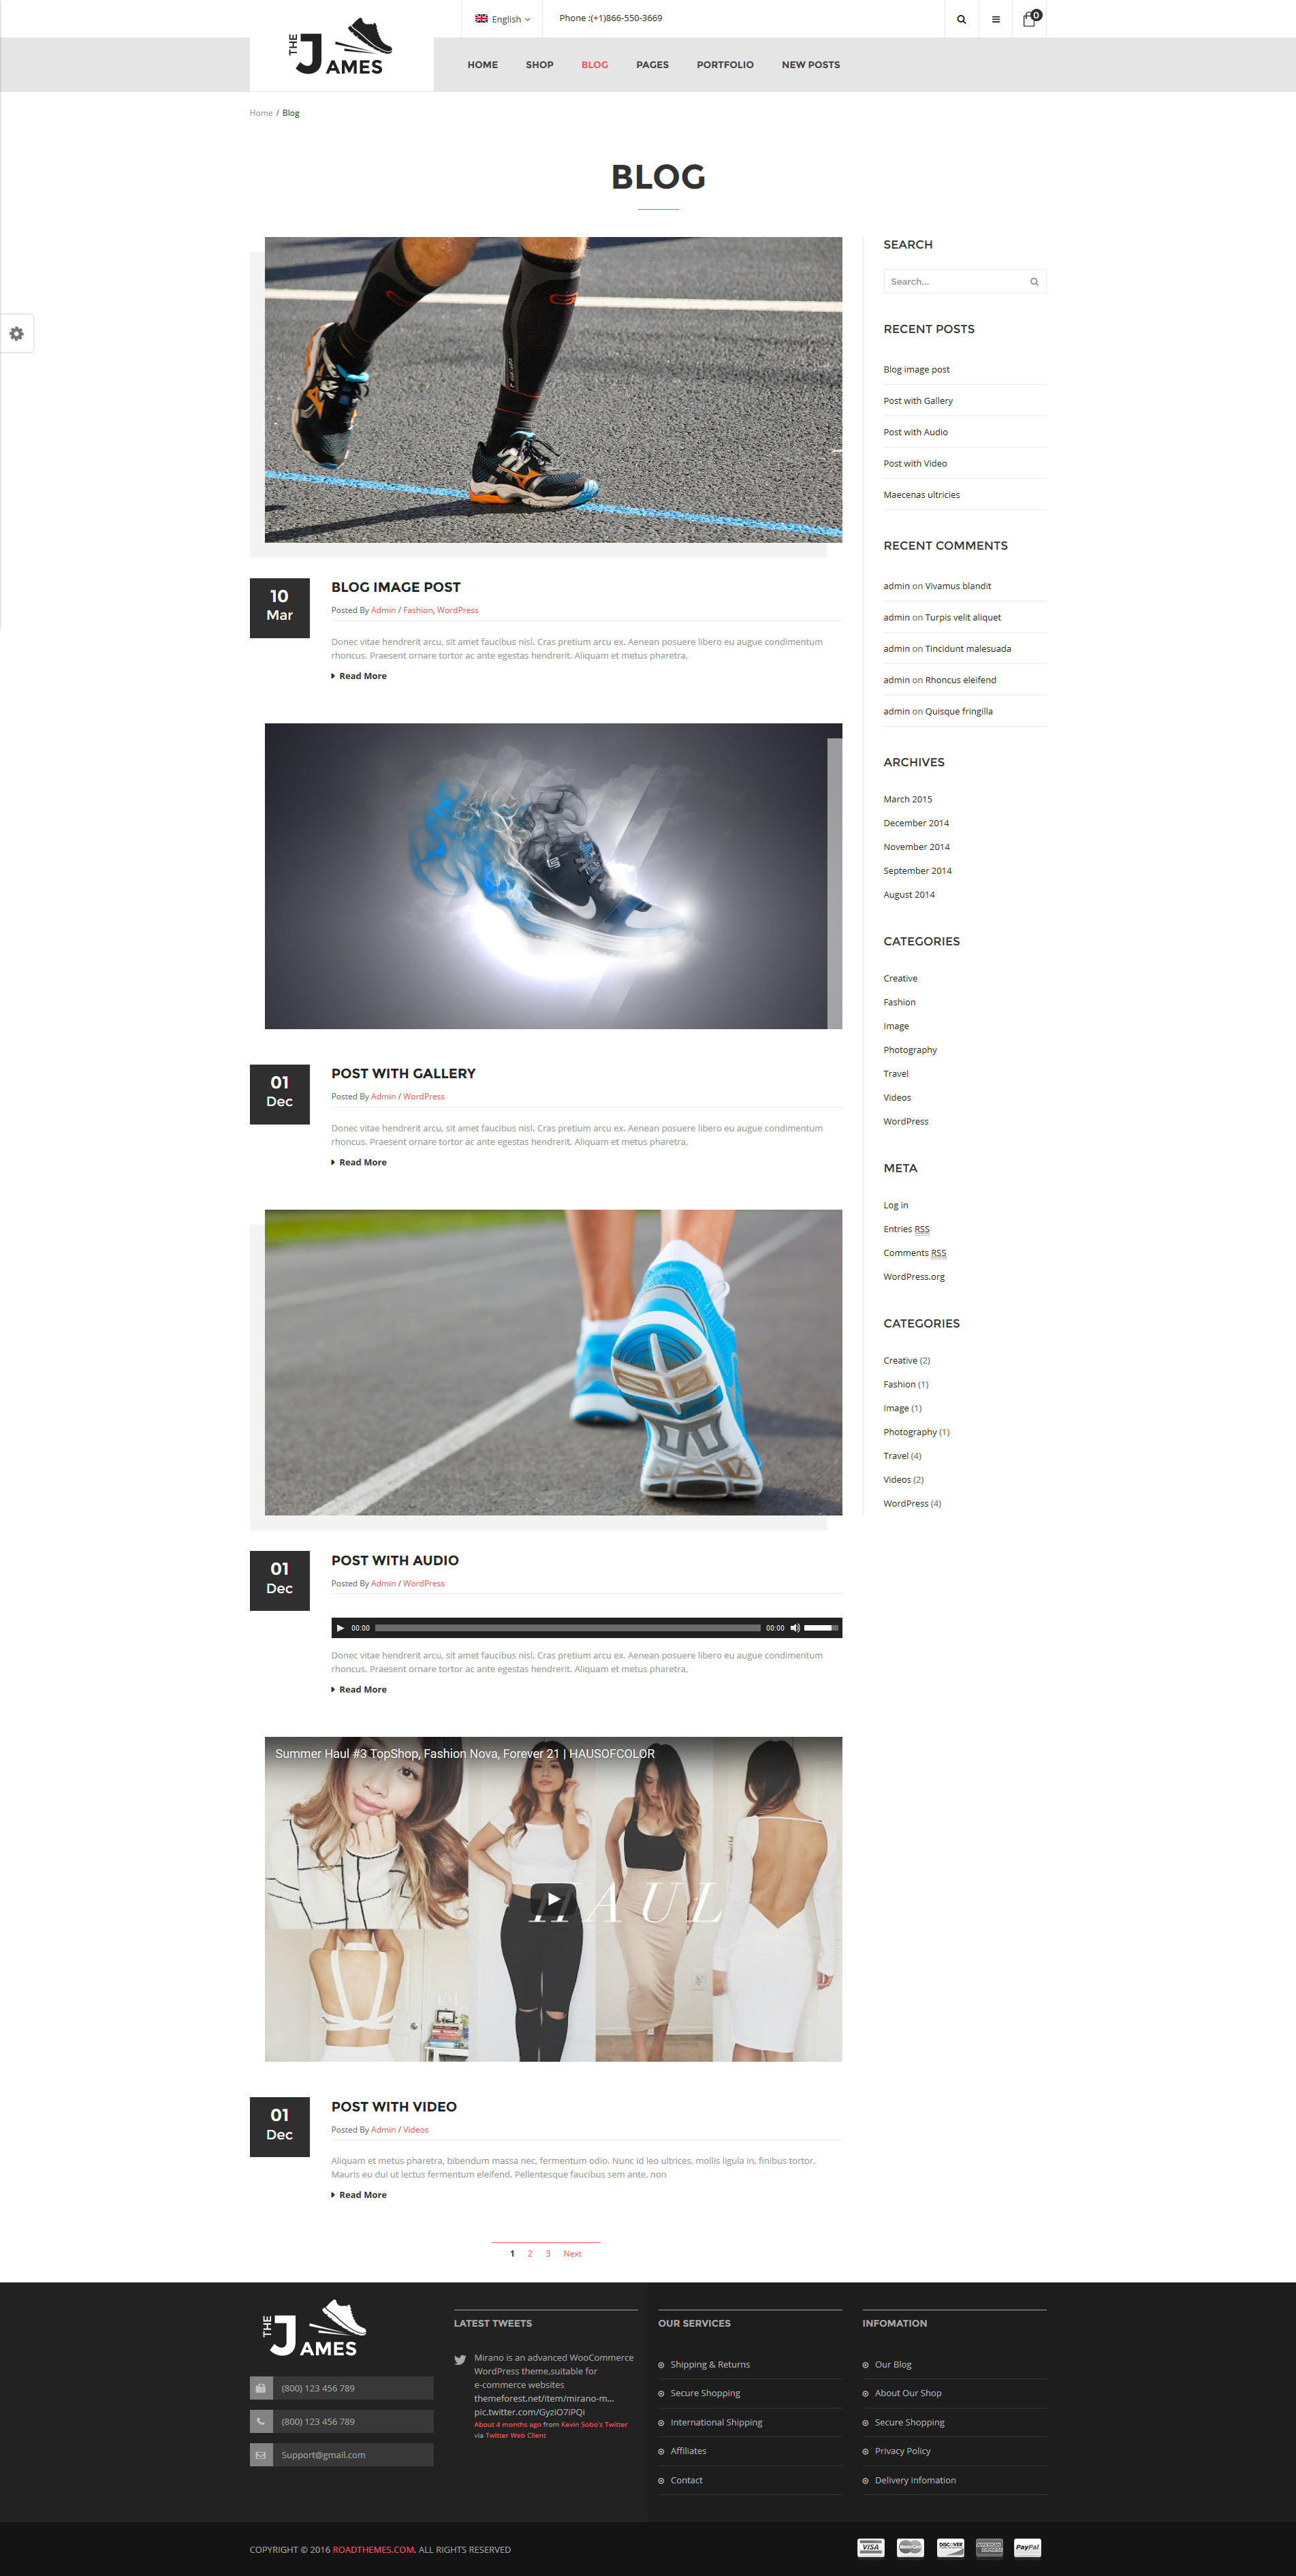 English
Phone :(+1)866-550-3669
0
THE JAMES
HOME SHOP BLOG PAGES PORTFOLIO NEW POSTS
Home / Blog
BLOG
10
Mar
BLOG IMAGE POST
Posted By Admin / Fashion, WordPress
Donec vitae hendrerit arcu, sit amet faucibus nisl. Cras pretium arcu ex. Aenean posuere libero eu augue condimentum
rhoncus. Praesent ornare tortor ac ante egestas hendrerit. Aliquam et metus pharetra,
Read More
01
Dec
POST WITH GALLERY
Posted By Admin / WordPress
Donec vitae hendrerit arcu, sit amet faucibus nisl. Cras pretium arcu ex. Aenean posuere libero eu augue condimentum
rhoncus. Praesent ornare tortor ac ante egestas hendrerit. Aliquam et metus pharetra,
Read More
01
Dec
POST WITH AUDIO
Posted By Admin / WordPress
00:00 00:00
Donec vitae hendrerit arcu, sit amet faucibus nisl. Cras pretium arcu ex. Aenean posuere libero eu augue condimentum
rhoncus. Praesent ornare tortor ac ante egestas hendrerit. Aliquam et metus pharetra,
Read More
Summer Haul #3 TopShop, Fashion Nova, Forever 21 | HAUSOFCOLOR
HAUL
01
Dec
POST WITH VIDEO
Posted By Admin / Videos
Aliquam et metus pharetra, bibendum massa nec, fermentum odio. Nunc id leo ultrices, mollis ligula in, finibus tortor.
Mauris eu dui ut lectus fermentum eleifend. Pellentesque faucibus sem ante, non
Read More
1 2 3 Next
SEARCH
Search...
RECENT POSTS
Blog image post
Post with Gallery
Post with Audio
Post with Video
Maecenas ultricies
RECENT COMMENTS
admin on Vivamus blandit
admin on Turpis velit aliquet
admin on Tincidunt malesuada
admin on Rhoncus eleifend
admin on Quisque fringilla
ARCHIVES
March 2015
December 2014
November 2014
September 2014
August 2014
CATEGORIES
Creative
Fashion
Image
Photography
Travel
Videos
WordPress
META
Log in
Entries RSS
Comments RSS
WordPress.org
CATEGORIES
Creative (2)
Fashion (1)
Image (1)
Photography (1)
Travel (4)
Videos (2)
WordPress (4)
THE JAMES
(800) 123 456 789
(800) 123 456 789
Support@gmail.com
LATEST TWEETS
Mirano is an advanced WooCommerce
WordPress theme,suitable for
e-commerce websites
themeforest.net/item/mirano-m...
pic.twitter.com/GyziO7iPQi
About 4 months ago from Kevin Sobo's Twitter
via Twitter Web Client
OUR SERVICES
Shipping & Returns
Secure Shopping
International Shipping
Affiliates
Contact
INFOMATION
Our Blog
About Our Shop
Secure Shopping
Privacy Policy
Delivery infomation
COPYRIGHT © 2016 ROADTHEMES.COM. ALL RIGHTS RESERVED
VISA MasterCard DISCOVER AMERICAN EXPRESS PayPal